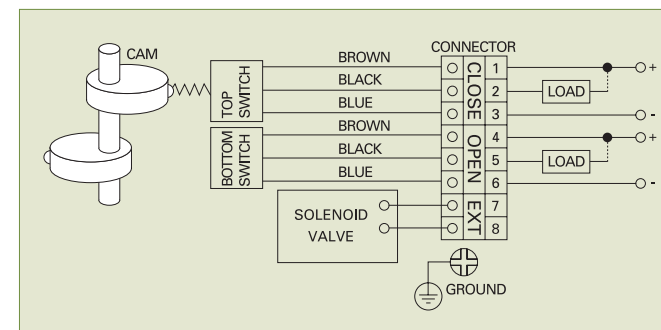 CAM
TOP
SWITCH
BOTTOM
SWITCH
BROWN
BLACK
BLUE
BROWN
BLACK
BLUE
SOLENOID
VALVE
CONNECTOR
CLOSE
OPEN
EXT
1
2
3
4
5
6
7
8
LOAD
+
-
LOAD
+
-
GROUND